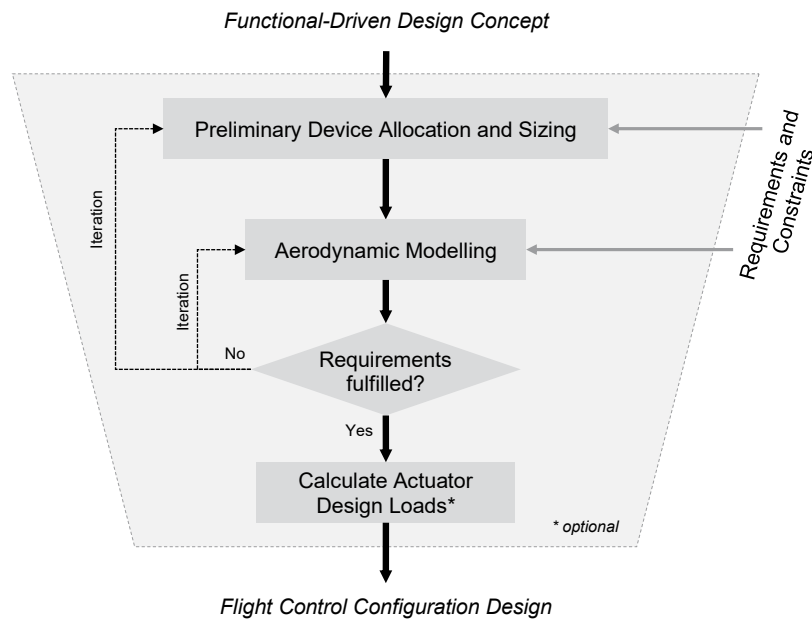 Functional-Driven Design Concept
Preliminary Device Allocation and Sizing
Requirements and
Constraints
Iteration
Aerodynamic Modelling
Iteration
No
Requirements
fulfilled?
Yes
Calculate Actuator
Design Loads*
* optional
Flight Control Configuration Design